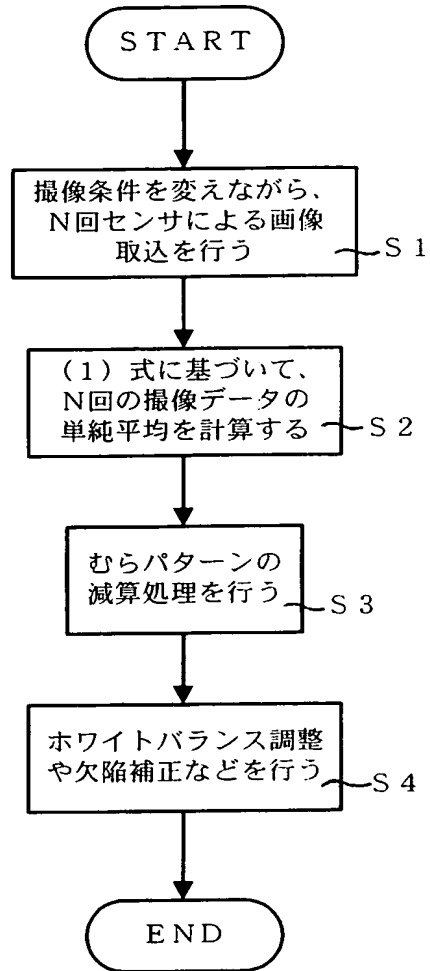 START
撮像条件を変えながら、
N回センサによる画像
取込を行う
S1
(1)式に基づいて、
N回の撮像データの
単純平均を計算する
S2
むらパターンの
減算処理を行う
S3
ホワイトバランス調整
や欠陥補正などを行う
S4
END